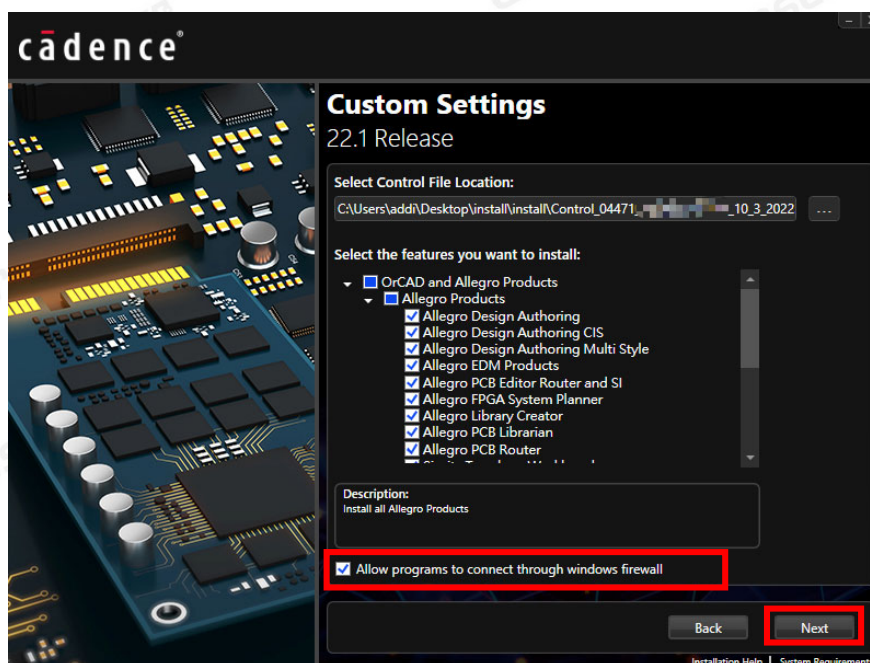 cādence®
Custom Settings
22.1 Release
Select Control File Location:
C:\Users\addi\Desktop\install\install\Control_04471 _10_3_2022 ...
Select the features you want to install:
OrCAD and Allegro Products
Allegro Products
Allegro Design Authoring
Allegro Design Authoring CIS
Allegro Design Authoring Multi Style
Allegro EDM Products
Allegro PCB Editor Router and SI
Allegro FPGA System Planner
Allegro Library Creator
Allegro PCB Librarian
Allegro PCB Router
Description:
Install all Allegro Products
Allow programs to connect through windows firewall
Back Next
Installation Help | System Requirements